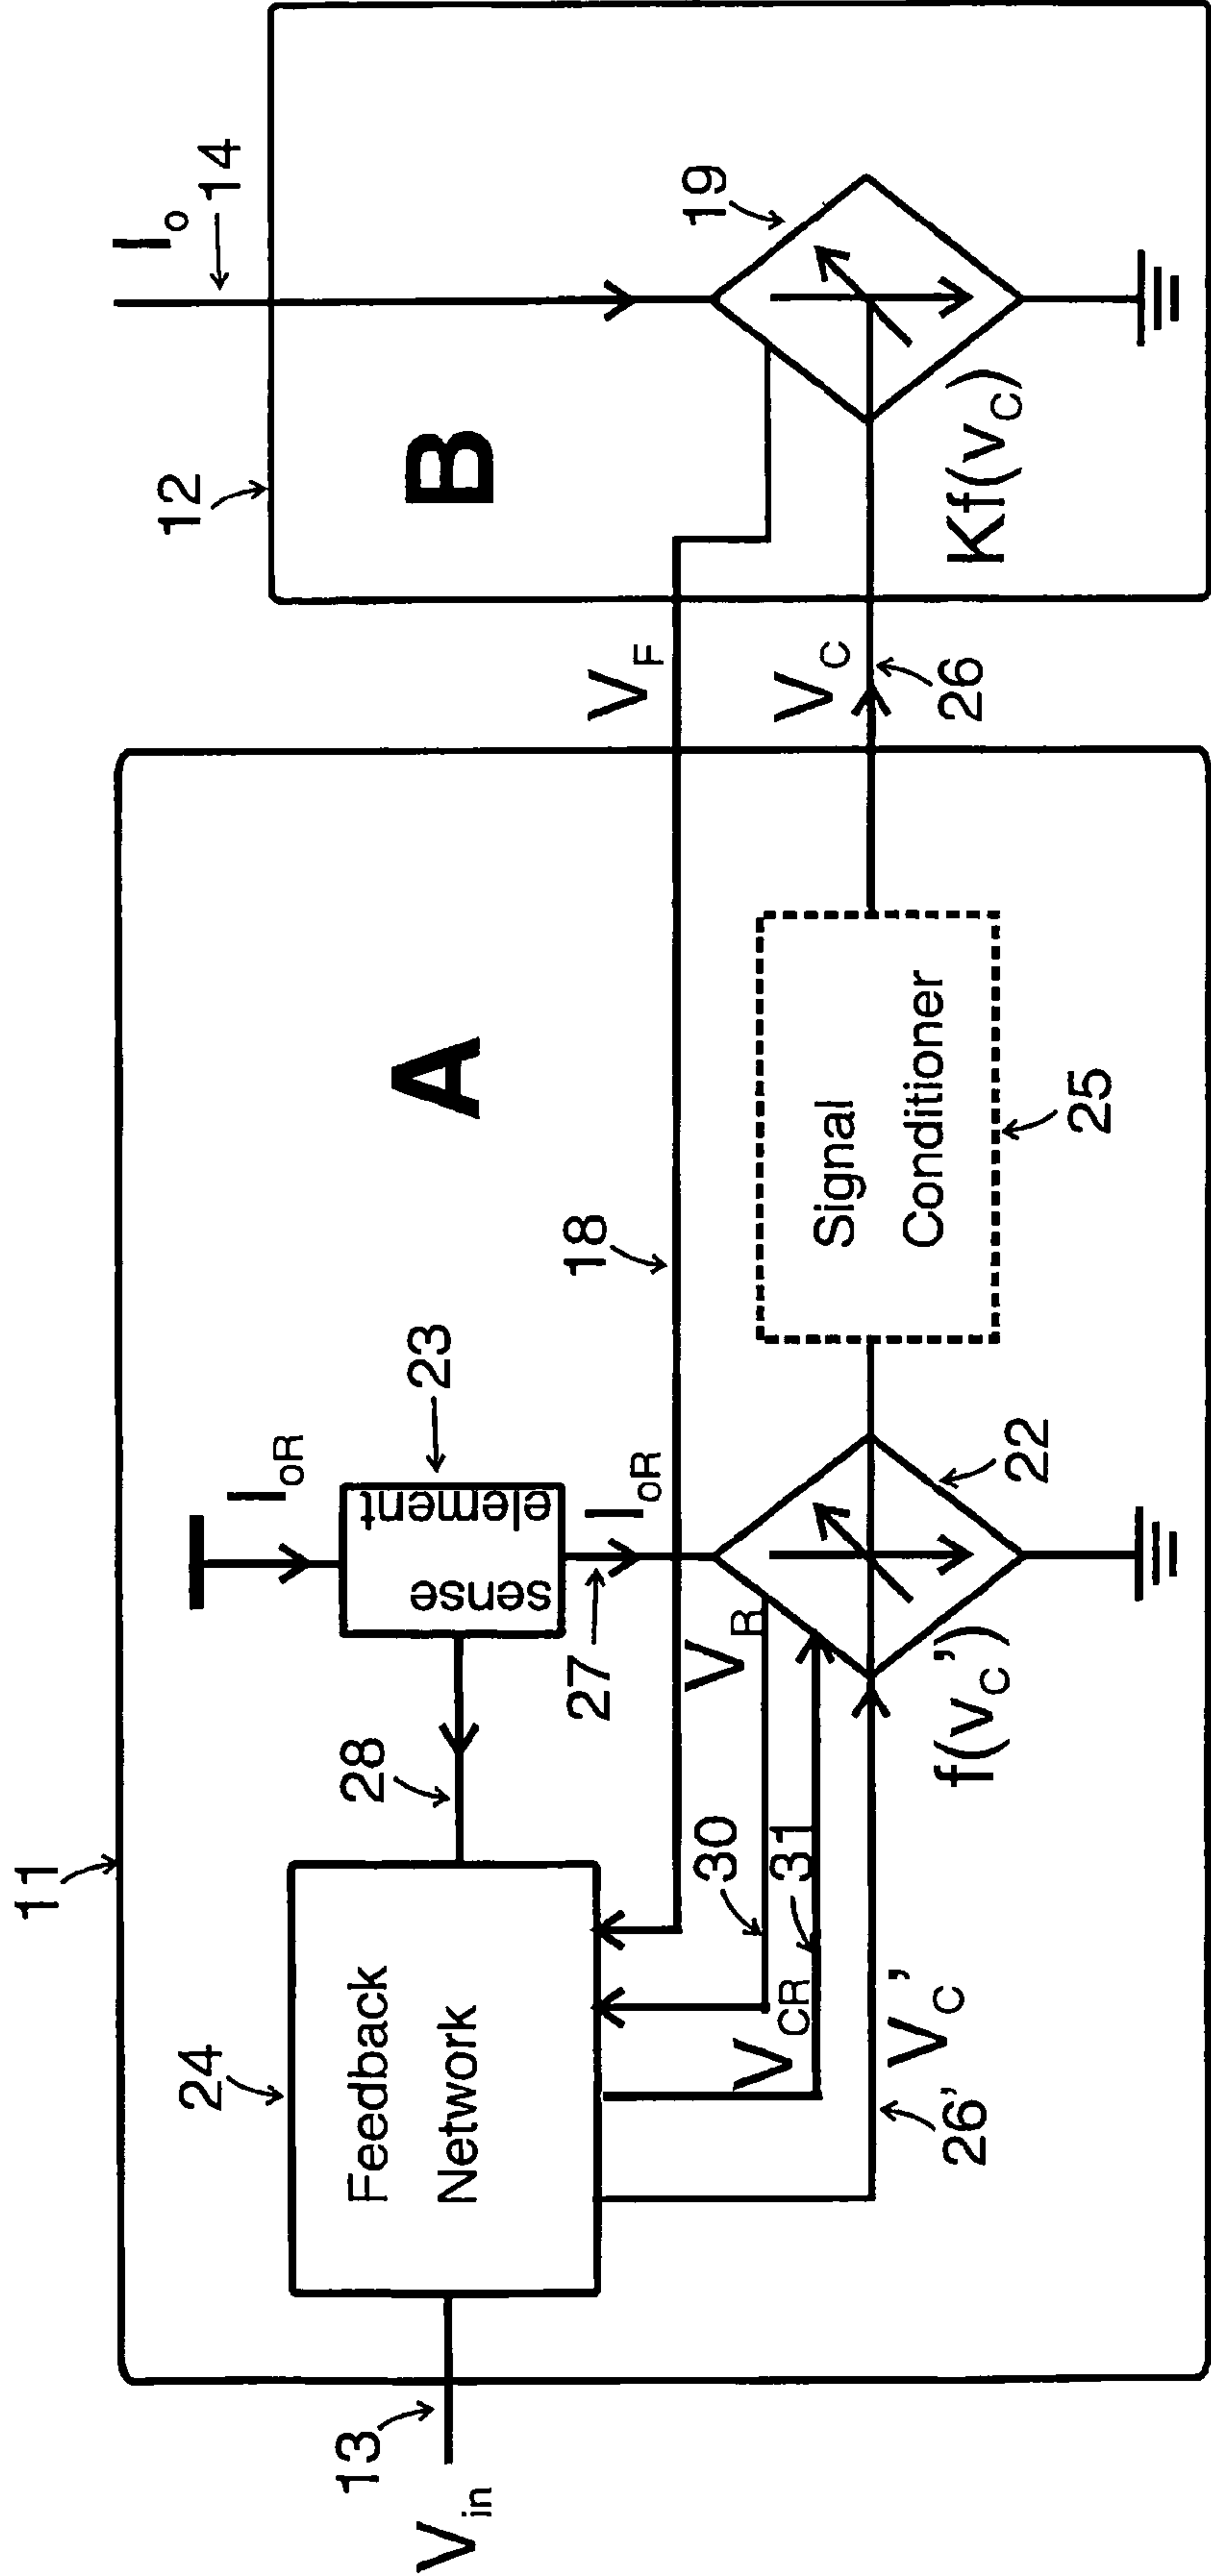 I₀
14
12
19
B
Kf(v_C)
V_F
V_C
26
11
A
24
Feedback
Network
28
I_oR
23
sense
element
I_oR
27
18
V_R
30
31
V_CR
V_C'
26'
f(v_C')
22
Signal
Conditioner
25
13
V_in